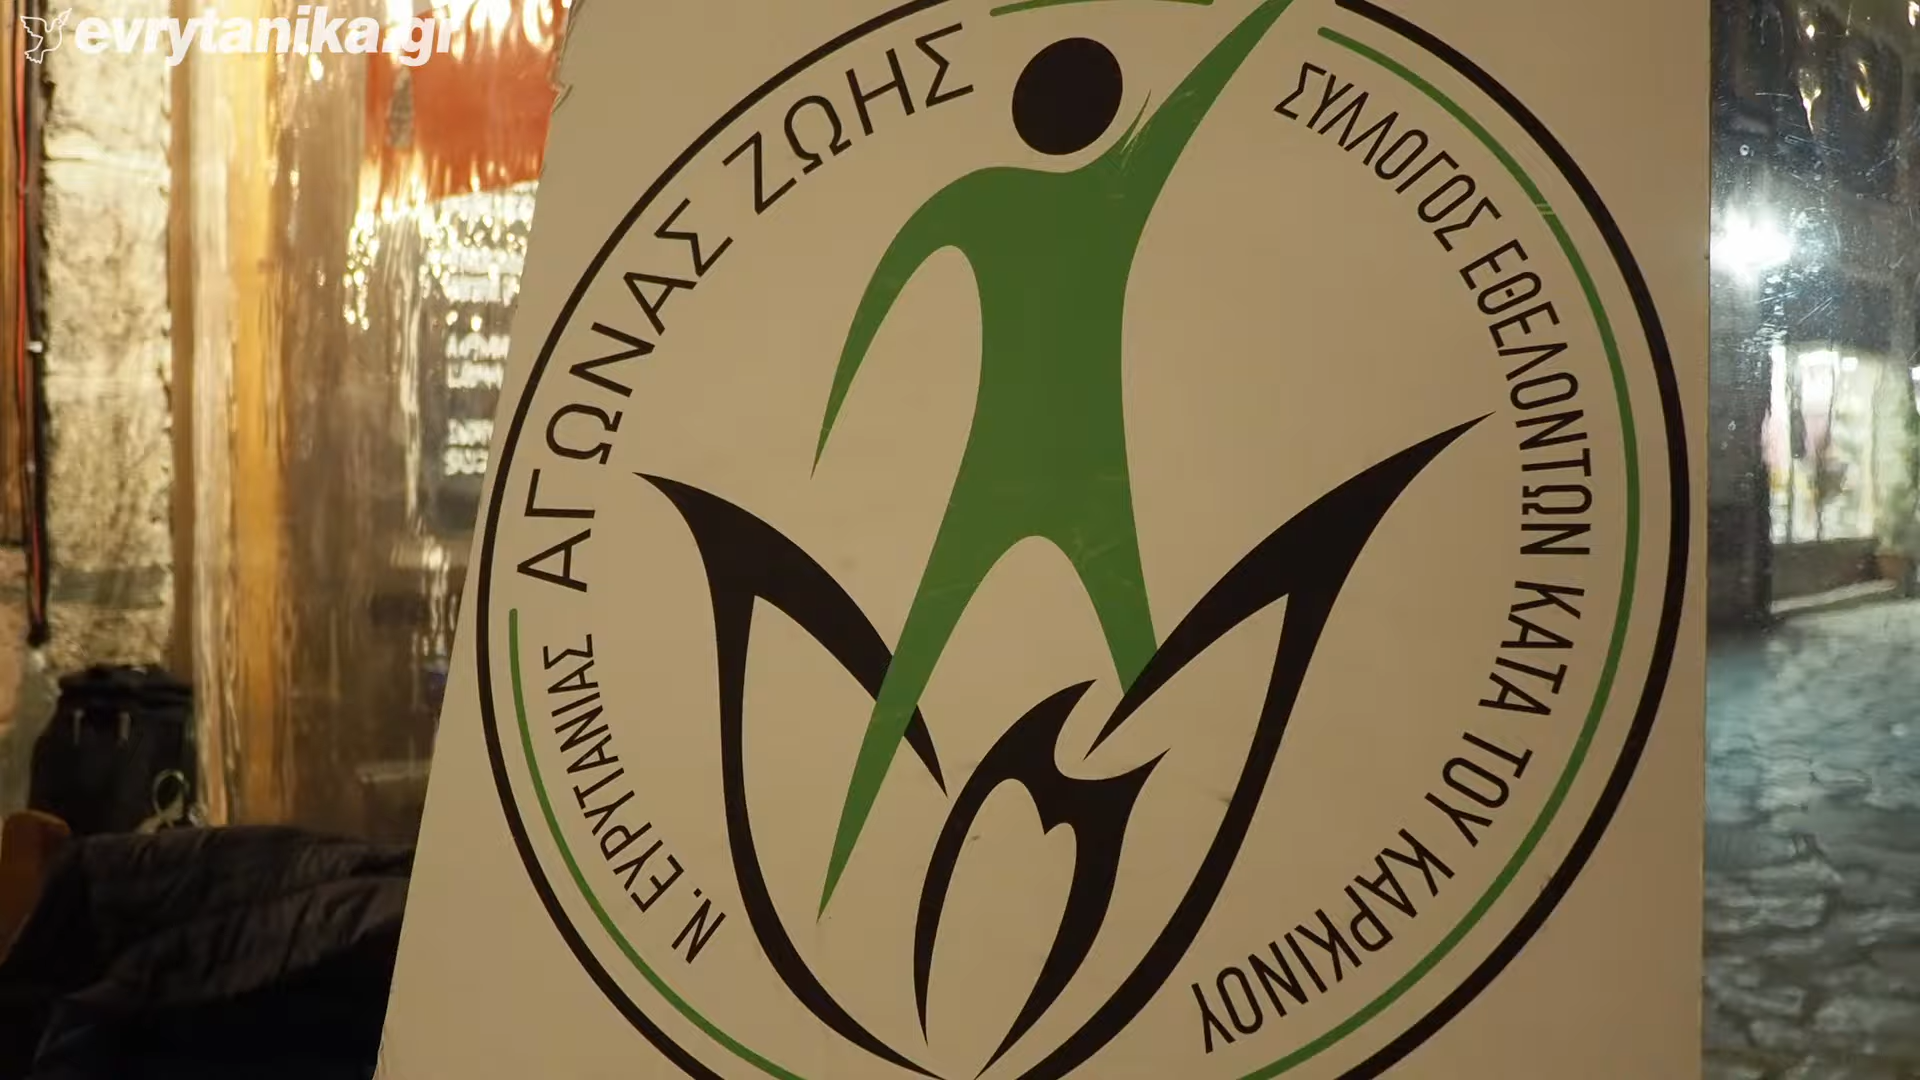 evrytanika.gr
ΣΥΛΛΟΓΟΣ ΕΘΕΛΟΝΤΩΝ ΚΑΤΑ ΤΟΥ ΚΑΡΚΙΝΟΥ
Ν. ΕΥΡΥΤΑΝΙΑΣ ΑΓΩΝΑΣ ΖΩΗΣ